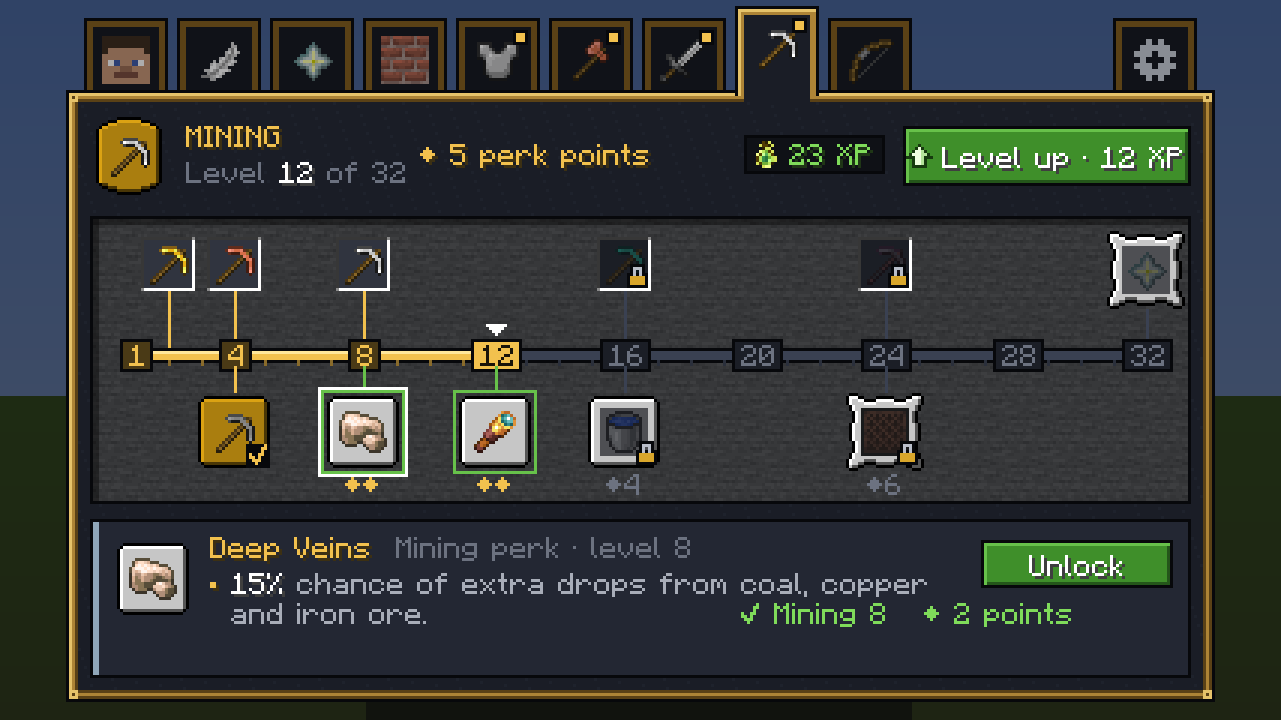 MINING
Level 12 of 32
5 perk points
23 XP
Level up · 12 XP
1 4 8 12 16 20 24 28 32
4 6
Deep Veins Mining perk · level 8
Unlock
· 15% chance of extra drops from coal, copper
and iron ore.
✓ Mining 8 2 points